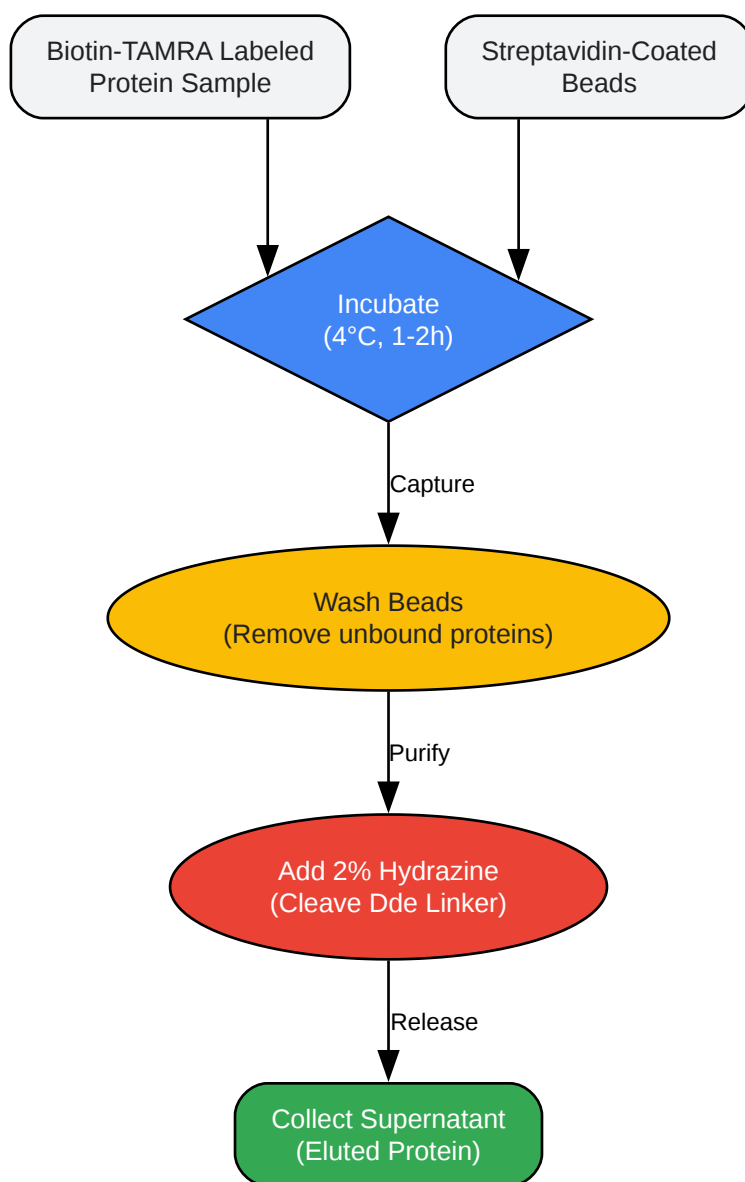 Biotin-TAMRA Labeled
Protein Sample
Streptavidin-Coated
Beads
Incubate
(4°C, 1-2h)
Capture
Wash Beads
(Remove unbound proteins)
Purify
Add 2% Hydrazine
(Cleave Dde Linker)
Release
Collect Supernatant
(Eluted Protein)